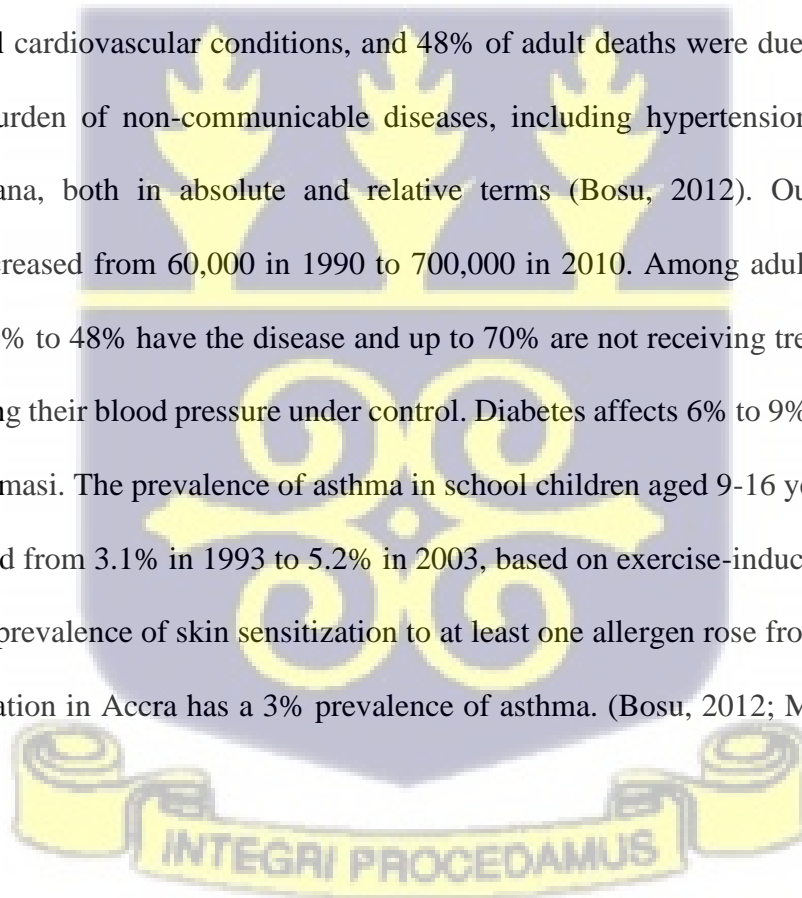 l cardiovascular conditions, and 48% of adult deaths were due
urden of non-communicable diseases, including hypertension
ana, both in absolute and relative terms (Bosu, 2012). Ou
creased from 60,000 in 1990 to 700,000 in 2010. Among adul
% to 48% have the disease and up to 70% are not receiving tre
ng their blood pressure under control. Diabetes affects 6% to 9%
masi. The prevalence of asthma in school children aged 9-16 ye
d from 3.1% in 1993 to 5.2% in 2003, based on exercise-induc
prevalence of skin sensitization to at least one allergen rose fro
ation in Accra has a 3% prevalence of asthma. (Bosu, 2012; M
INTEGRI PROCEDAMUS